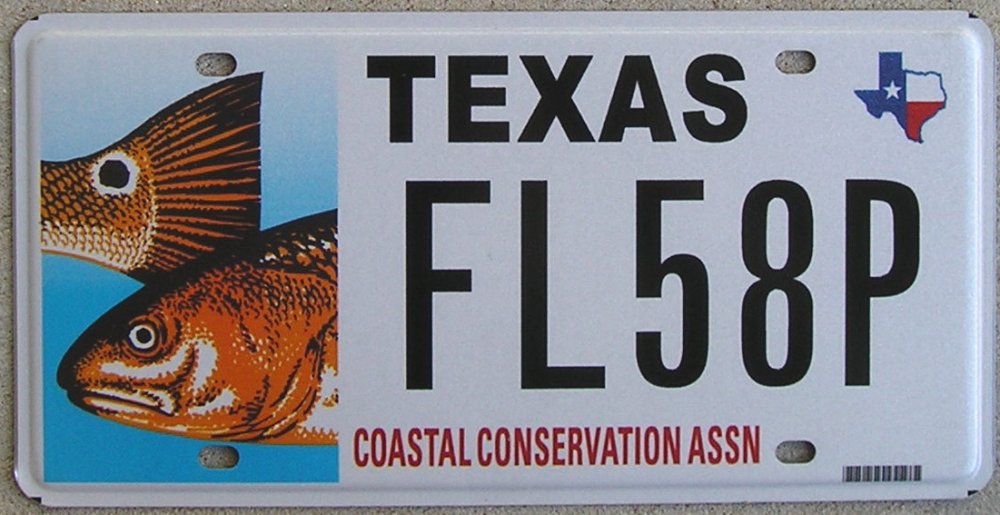 TEXAS
FL58P
COASTAL CONSERVATION ASSN